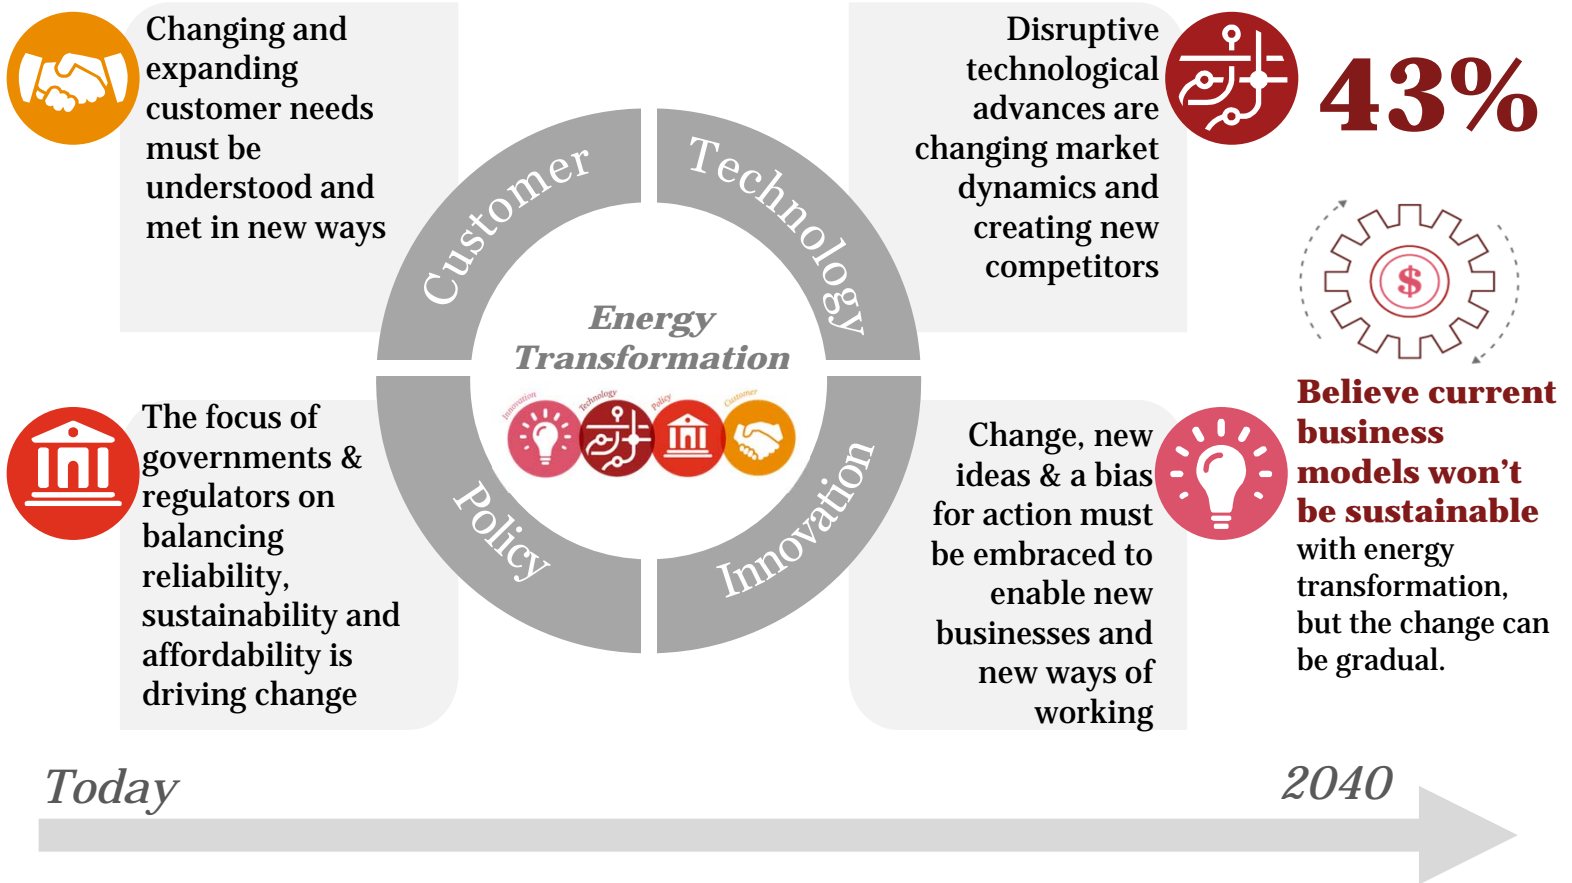 Changing and
expanding
customer needs
must be
understood and
met in new ways
Disruptive
technological
advances are
changing market
dynamics and
creating new
competitors
43%
Customer
Technology
Energy
Transformation
Innovation
Technology
Policy
Customer
$
The focus of
governments &
regulators on
balancing
reliability,
sustainability and
affordability is
driving change
Policy
Innovation
Change, new
ideas & a bias
for action must
be embraced to
enable new
businesses and
new ways of
working
Believe current
business
models won’t
be sustainable
with energy
transformation,
but the change can
be gradual.
Today
2040